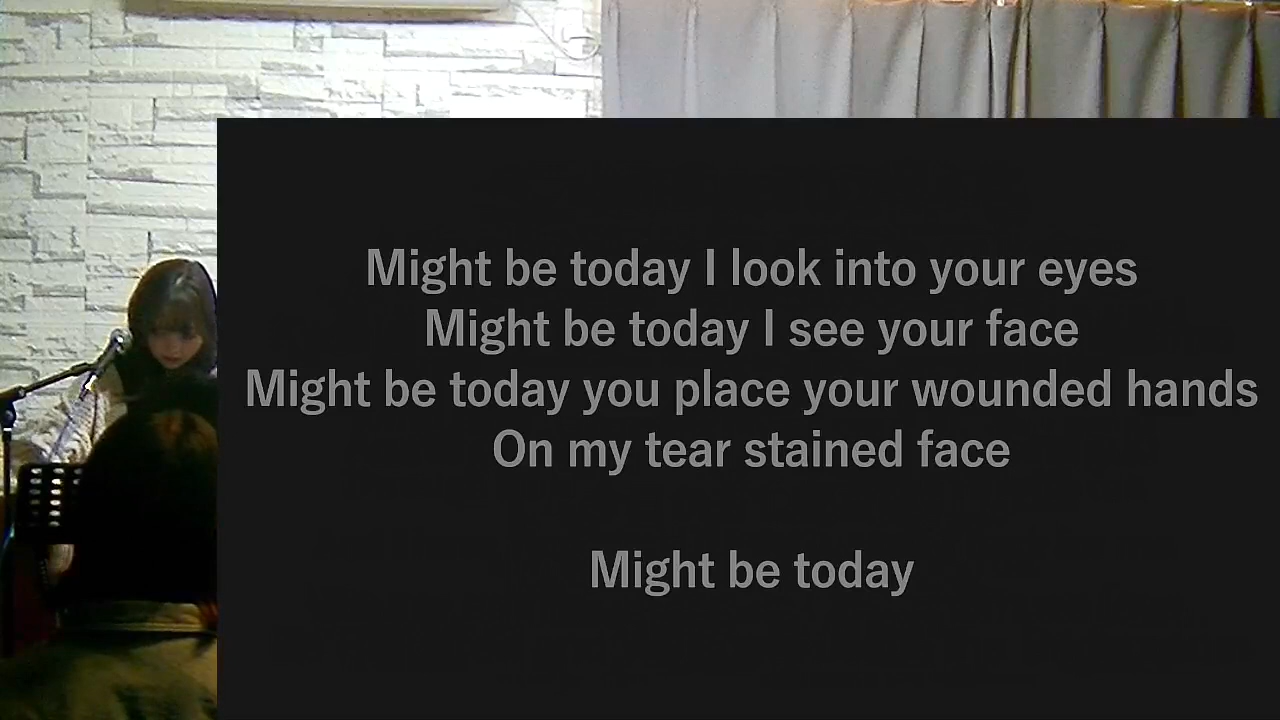 Might be today I look into your eyes
Might be today I see your face
Might be today you place your wounded hands
On my tear stained face
Might be today